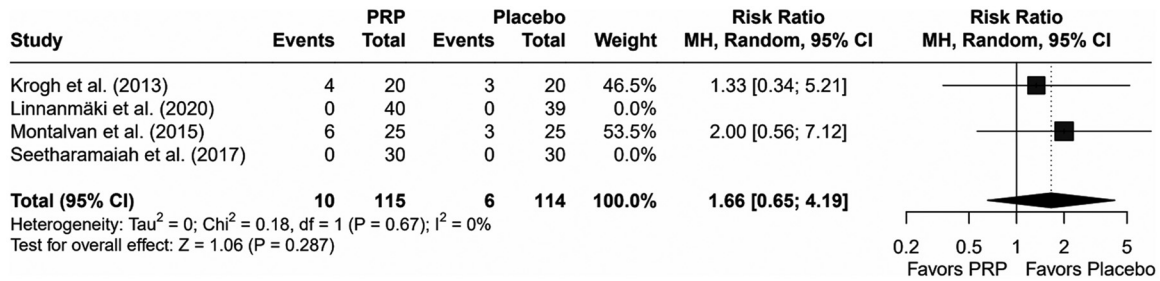 PRP Placebo Risk Ratio Risk Ratio
Study Events Total Events Total Weight MH, Random, 95% CI MH, Random, 95% CI
Krogh et al. (2013) 4 20 3 20 46.5% 1.33 [0.34; 5.21]
Linnanmäki et al. (2020) 0 40 0 39 0.0%
Montalvan et al. (2015) 6 25 3 25 53.5% 2.00 [0.56; 7.12]
Seetharamaiah et al. (2017) 0 30 0 30 0.0%
Total (95% CI) 10 115 6 114 100.0% 1.66 [0.65; 4.19]
Heterogeneity: Tau² = 0; Chi² = 0.18, df = 1 (P = 0.67); I² = 0%
Test for overall effect: Z = 1.06 (P = 0.287)
0.2 0.5 1 2 5
Favors PRP Favors Placebo